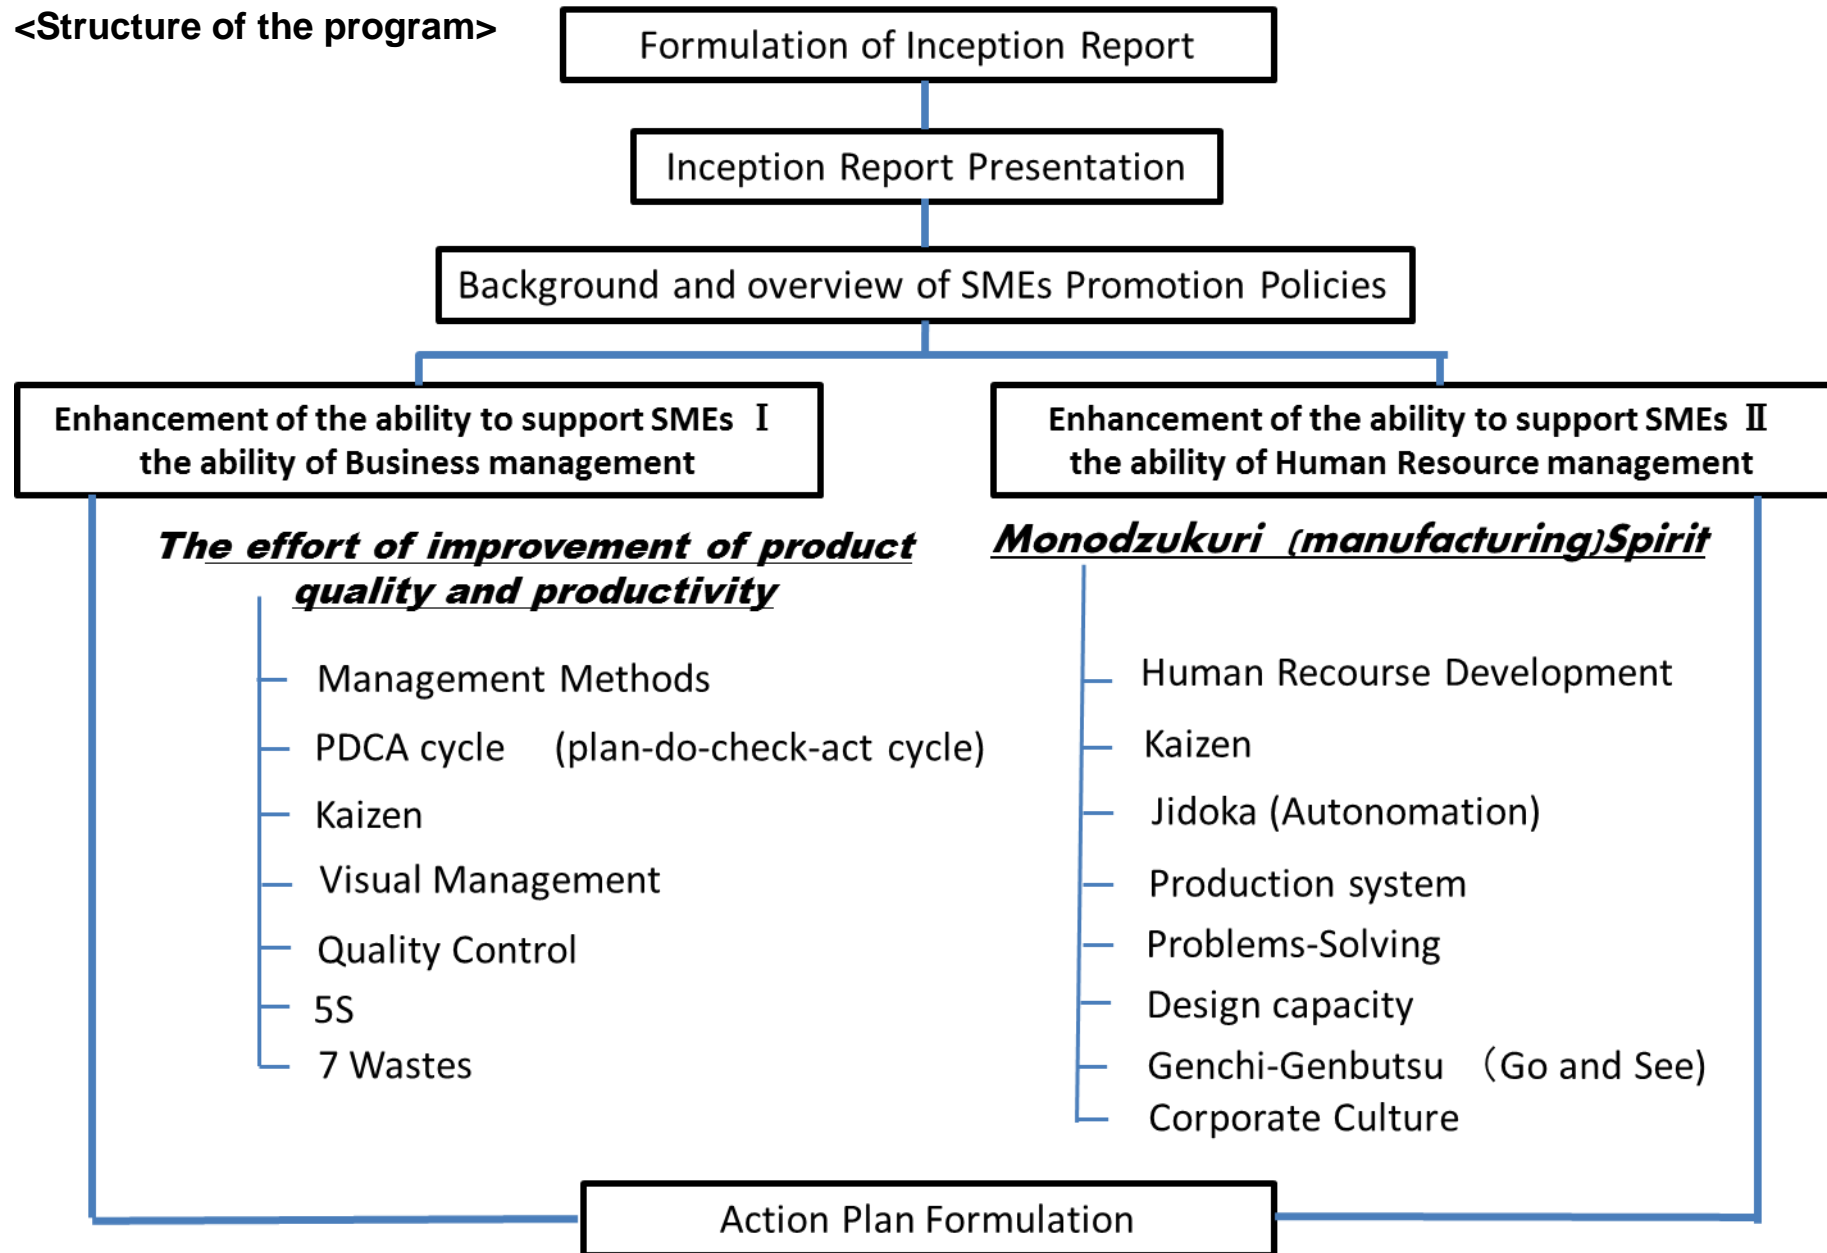 <Structure of the program>
Formulation of Inception Report
Inception Report Presentation
Background and overview of SMEs Promotion Policies
Enhancement of the ability to support SMEs Ⅰ
the ability of Business management
The effort of improvement of product
quality and productivity
Management Methods
PDCA cycle (plan-do-check-act cycle)
Kaizen
Visual Management
Quality Control
5S
7 Wastes
Enhancement of the ability to support SMEs Ⅱ
the ability of Human Resource management
Monodzukuri (manufacturing)Spirit
Human Recourse Development
Kaizen
Jidoka (Autonomation)
Production system
Problems-Solving
Design capacity
Genchi-Genbutsu （Go and See)
Corporate Culture
Action Plan Formulation